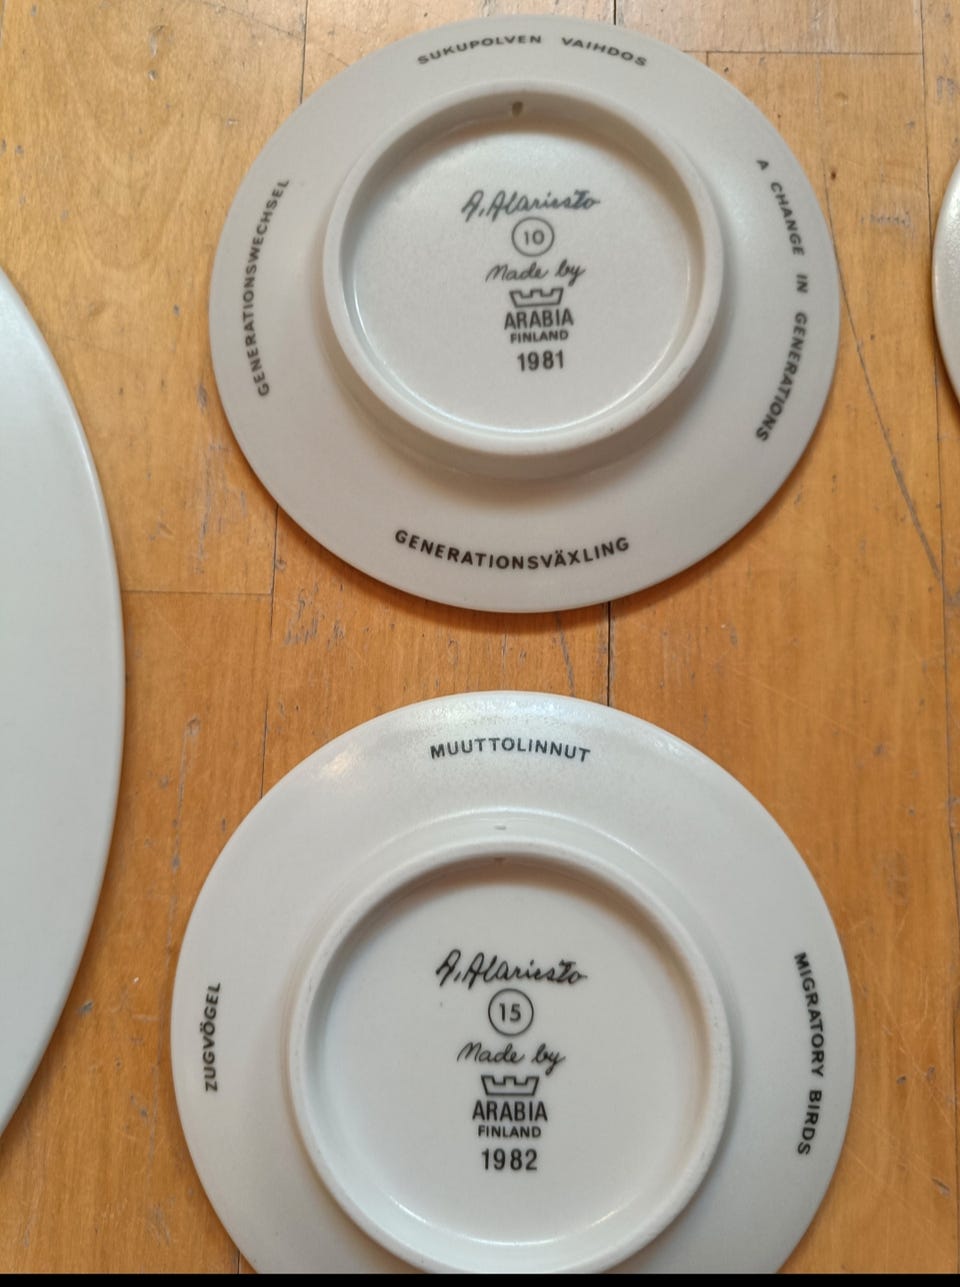 SUKUPOLVEN VAIHDOS
A CHANGE IN GENERATIONS
GENERATIONSVÄXLING
GENERATIONSWECHSEL
A. Alariesto
10
Made by
ARABIA
FINLAND
1981
MUUTTOLINNUT
MIGRATORY BIRDS
ZUGVÖGEL
A. Alariesto
15
Made by
ARABIA
FINLAND
1982